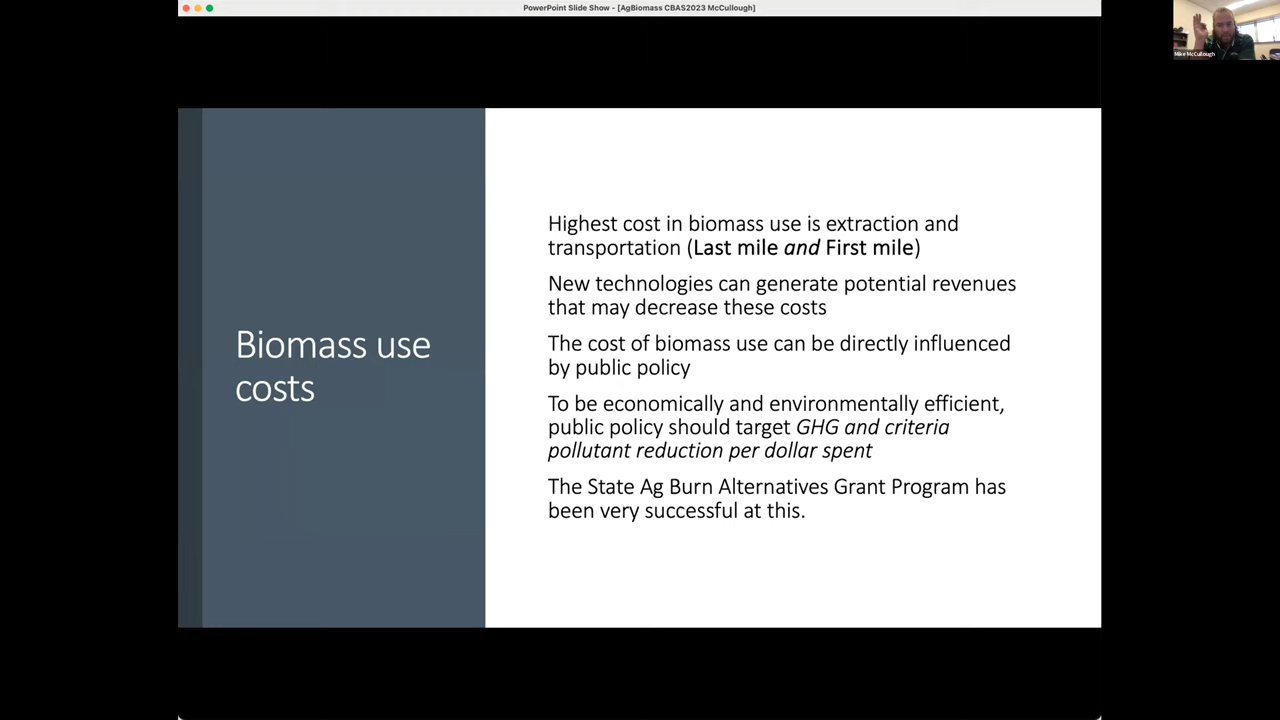 PowerPoint Slide Show - [AgBiomass CBAS2023 McCullough]
Mike McCullough
Biomass use
costs
Highest cost in biomass use is extraction and
transportation (Last mile and First mile)
New technologies can generate potential revenues
that may decrease these costs
The cost of biomass use can be directly influenced
by public policy
To be economically and environmentally efficient,
public policy should target GHG and criteria
pollutant reduction per dollar spent
The State Ag Burn Alternatives Grant Program has
been very successful at this.